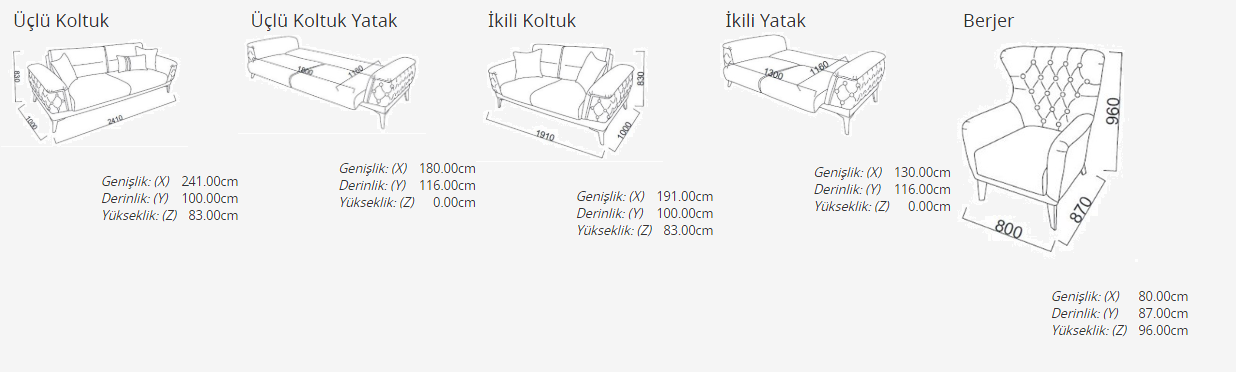 Üçlü Koltuk
830
1000
2410
Genişlik: (X) 241.00cm
Derinlik: (Y) 100.00cm
Yükseklik: (Z) 83.00cm
Üçlü Koltuk Yatak
1800
1160
Genişlik: (X) 180.00cm
Derinlik: (Y) 116.00cm
Yükseklik: (Z) 0.00cm
İkili Koltuk
830
1910
1000
Genişlik: (X) 191.00cm
Derinlik: (Y) 100.00cm
Yükseklik: (Z) 83.00cm
İkili Yatak
1300
1160
Genişlik: (X) 130.00cm
Derinlik: (Y) 116.00cm
Yükseklik: (Z) 0.00cm
Berjer
960
800
870
Genişlik: (X) 80.00cm
Derinlik: (Y) 87.00cm
Yükseklik: (Z) 96.00cm